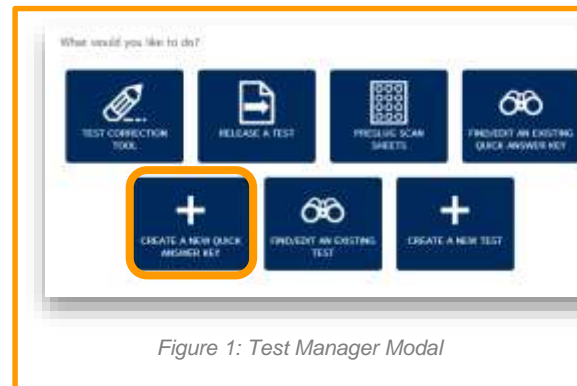 What would you like to do?
TEST CORRECTION
TOOL
RELEASE A TEST
PRESLUG SCAN
SHEETS
FIND/EDIT AN EXISTING
QUICK ANSWER KEY
CREATE A NEW QUICK
ANSWER KEY
FIND/EDIT AN EXISTING
TEST
CREATE A NEW TEST
Figure 1: Test Manager Modal